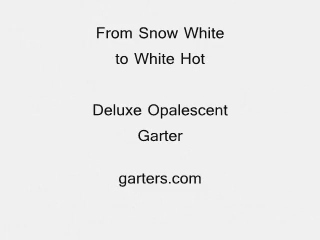 From Snow White
to White Hot
Deluxe Opalescent
Garter
garters.com